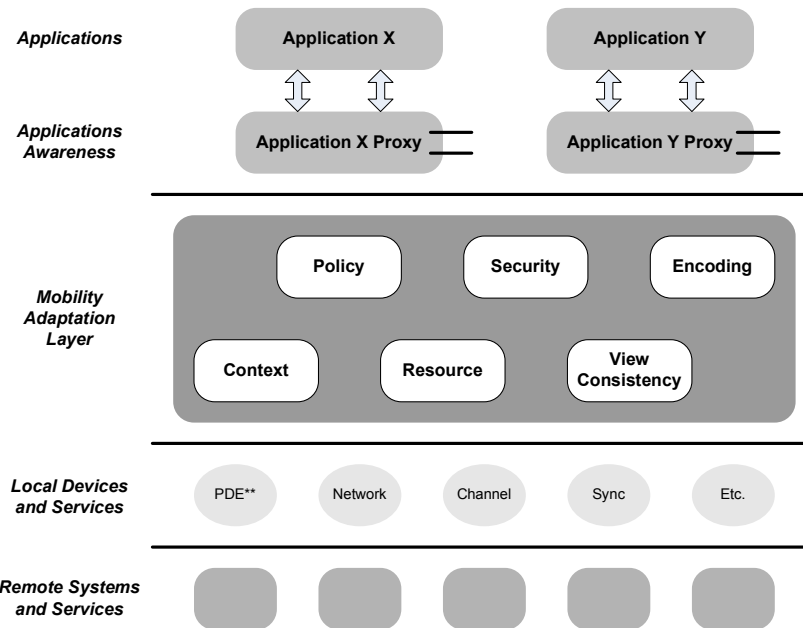 Applications
Application X
Application Y
Applications
Awareness
Application X Proxy
Application Y Proxy
Mobility
Adaptation
Layer
Policy
Security
Encoding
Context
Resource
View
Consistency
Local Devices
and Services
PDE**
Network
Channel
Sync
Etc.
Remote Systems
and Services